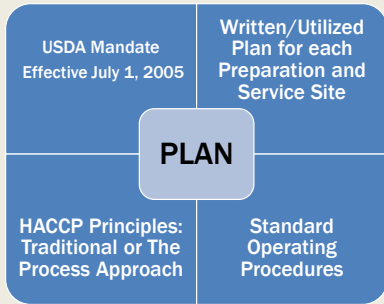 USDA Mandate
Effective July 1, 2005
Written/Utilized
Plan for each
Preparation and
Service Site
PLAN
HACCP Principles:
Traditional or The
Process Approach
Standard
Operating
Procedures